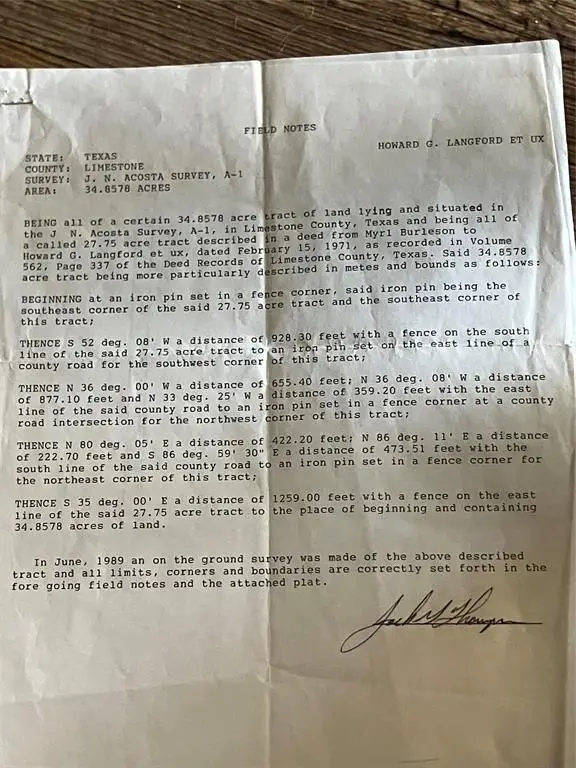 FIELD NOTES
HOWARD G. LANGFORD ET UX
STATE: TEXAS
COUNTY: LIMESTONE
SURVEY: J. N. ACOSTA SURVEY, A-1
AREA: 34.8578 ACRES
BEING all of a certain 34.8578 acre tract of land lying and situated in
the J N. Acosta Survey, A-1, in Limestone County, Texas and being all of
a called 27.75 acre tract described in a deed from Myrl Burleson to
Howard G. Langford et ux, dated February 15, 1971, as recorded in Volume
562, Page 337 of the Deed Records of Limestone County, Texas. Said 34.8578
acre tract being more particularly described in metes and bounds as follows:
BEGINNING at an iron pin set in a fence corner, said iron pin being the
southeast corner of the said 27.75 acre tract and the southeast corner of
this tract;
THENCE S 52 deg. 08' W a distance of 928.30 feet with a fence on the south
line of the said 27.75 acre tract to an iron pin set on the east line of a
county road for the southwest corner of this tract;
THENCE N 36 deg. 00' W a distance of 655.40 feet; N 36 deg. 08' W a distance
of 877.10 feet and N 33 deg. 25' W a distance of 359.20 feet with the east
line of the said county road to an iron pin set in a fence corner at a county
road intersection for the northwest corner of this tract;
THENCE N 80 deg. 05' E a distance of 422.20 feet; N 86 deg. 11' E a distance
of 222.70 feet and S 86 deg. 59' 30" E a distance of 473.51 feet with the
south line of the said county road to an iron pin set in a fence corner for
the northeast corner of this tract;
THENCE S 35 deg. 00' E a distance of 1259.00 feet with a fence on the east
line of the said 27.75 acre tract to the place of beginning and containing
34.8578 acres of land.
In June, 1989 an on the ground survey was made of the above described
tract and all limits, corners and boundaries are correctly set forth in the
fore going field notes and the attached plat.